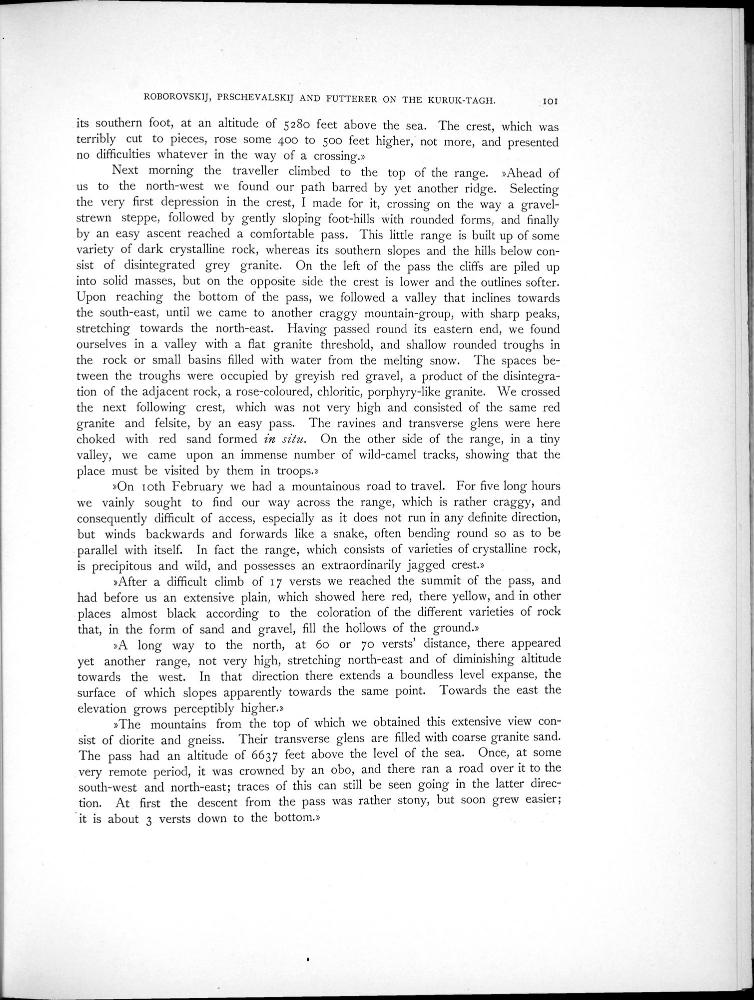 ROBOROVSKIJ, PRSCHEVALSKIJ AND FUTTERER ON THE KURUK-TAGH. 101
its southern foot, at an altitude of 5280 feet above the sea. The crest, which was
terribly cut to pieces, rose some 400 to 500 feet higher, not more, and presented
no difficulties whatever in the way of a crossing.»
Next morning the traveller climbed to the top of the range. »Ahead of
us to the north-west we found our path barred by yet another ridge. Selecting
the very first depression in the crest, I made for it, crossing on the way a gravel-
strewn steppe, followed by gently sloping foot-hills with rounded forms, and finally
by an easy ascent reached a comfortable pass. This little range is built up of some
variety of dark crystalline rock, whereas its southern slopes and the hills below con-
sist of disintegrated grey granite. On the left of the pass the cliffs are piled up
into solid masses, but on the opposite side the crest is lower and the outlines softer.
Upon reaching the bottom of the pass, we followed a valley that inclines towards
the south-east, until we came to another craggy mountain-group, with sharp peaks,
stretching towards the north-east. Having passed round its eastern end, we found
ourselves in a valley with a flat granite threshold, and shallow rounded troughs in
the rock or small basins filled with water from the melting snow. The spaces be-
tween the troughs were occupied by greyish red gravel, a product of the disintegra-
tion of the adjacent rock, a rose-coloured, chloritic, porphyry-like granite. We crossed
the next following crest, which was not very high and consisted of the same red
granite and felsite, by an easy pass. The ravines and transverse glens were here
choked with red sand formed in situ. On the other side of the range, in a tiny
valley, we came upon an immense number of wild-camel tracks, showing that the
place must be visited by them in troops.»
»On 10th February we had a mountainous road to travel. For five long hours
we vainly sought to find our way across the range, which is rather craggy, and
consequently difficult of access, especially as it does not run in any definite direction,
but winds backwards and forwards like a snake, often bending round so as to be
parallel with itself. In fact the range, which consists of varieties of crystalline rock,
is precipitous and wild, and possesses an extraordinarily jagged crest.»
»After a difficult climb of 17 versts we reached the summit of the pass, and
had before us an extensive plain, which showed here red, there yellow, and in other
places almost black according to the coloration of the different varieties of rock
that, in the form of sand and gravel, fill the hollows of the ground.»
»A long way to the north, at 60 or 70 versts' distance, there appeared
yet another range, not very high, stretching north-east and of diminishing altitude
towards the west. In that direction there extends a boundless level expanse, the
surface of which slopes apparently towards the same point. Towards the east the
elevation grows perceptibly higher.»
»The mountains from the top of which we obtained this extensive view con-
sist of diorite and gneiss. Their transverse glens are filled with coarse granite sand.
The pass had an altitude of 6637 feet above the level of the sea. Once, at some
very remote period, it was crowned by an obo, and there ran a road over it to the
south-west and north-east; traces of this can still be seen going in the latter direc-
tion. At first the descent from the pass was rather stony, but soon grew easier;
it is about 3 versts down to the bottom.»